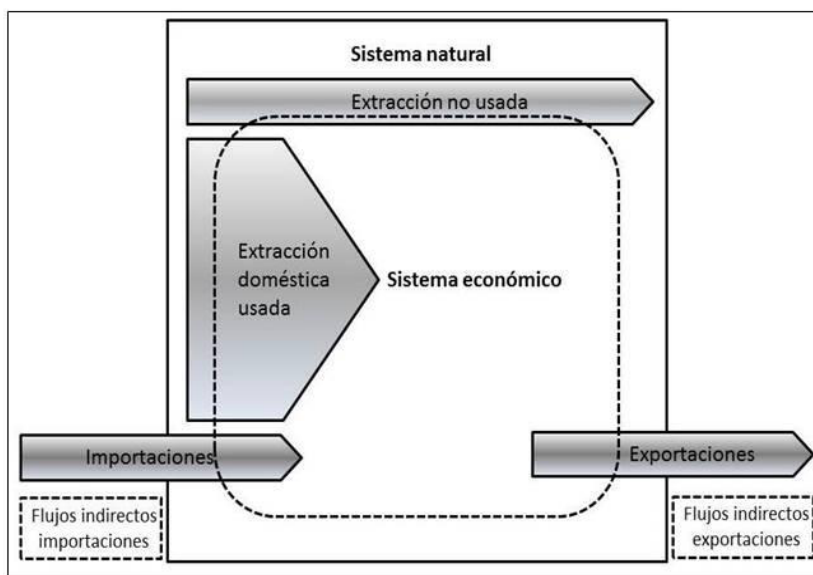 Sistema natural
Extracción no usada
Extracción
doméstica
usada
Sistema económico
Importaciones
Exportaciones
Flujos indirectos
importaciones
Flujos indirectos
exportaciones